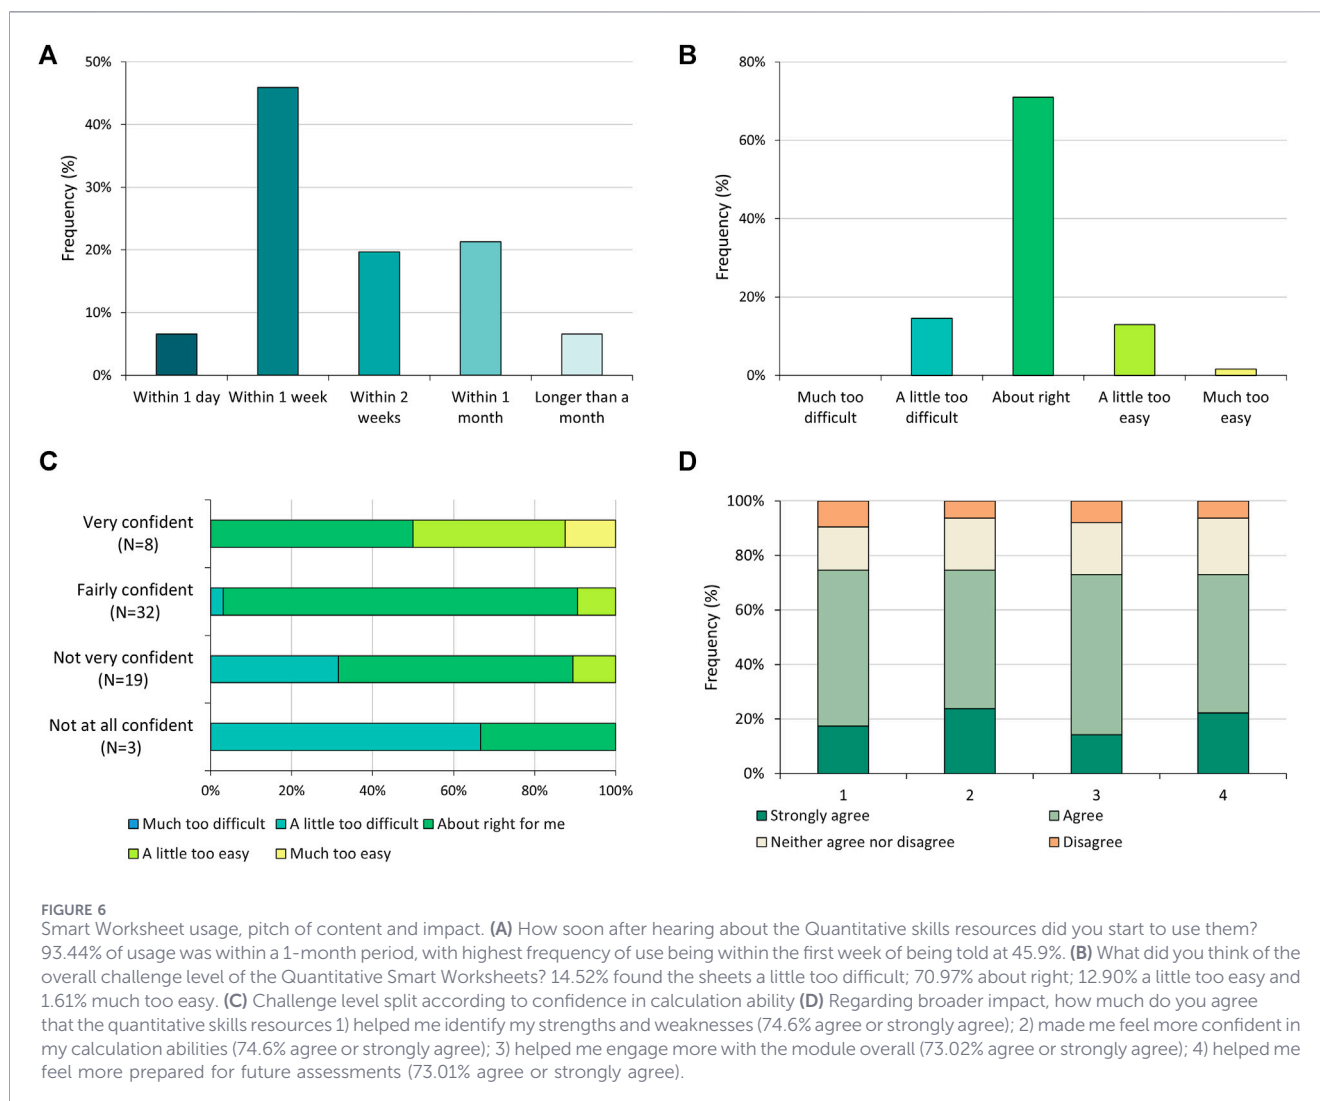 A
50%
40%
30%
20%
10%
0%
Frequency (%)
Within 1 day
Within 1 week
Within 2
weeks
Within 1
month
Longer than a
month
B
80%
60%
40%
20%
0%
Frequency (%)
Much too
difficult
A little too
difficult
About right
A little too
easy
Much too
easy
C
Very confident
(N=8)
Fairly confident
(N=32)
Not very confident
(N=19)
Not at all confident
(N=3)
0% 20% 40% 60% 80% 100%
Much too difficult A little too difficult About right for me
A little too easy Much too easy
D
100%
80%
60%
40%
20%
0%
Frequency (%)
1 2 3 4
Strongly agree Agree
Neither agree nor disagree Disagree
FIGURE 6
Smart Worksheet usage, pitch of content and impact. (A) How soon after hearing about the Quantitative skills resources did you start to use them?
93.44% of usage was within a 1-month period, with highest frequency of use being within the first week of being told at 45.9%. (B) What did you think of the
overall challenge level of the Quantitative Smart Worksheets? 14.52% found the sheets a little too difficult; 70.97% about right; 12.90% a little too easy and
1.61% much too easy. (C) Challenge level split according to confidence in calculation ability (D) Regarding broader impact, how much do you agree
that the quantitative skills resources 1) helped me identify my strengths and weaknesses (74.6% agree or strongly agree); 2) made me feel more confident in
my calculation abilities (74.6% agree or strongly agree); 3) helped me engage more with the module overall (73.02% agree or strongly agree); 4) helped me
feel more prepared for future assessments (73.01% agree or strongly agree).